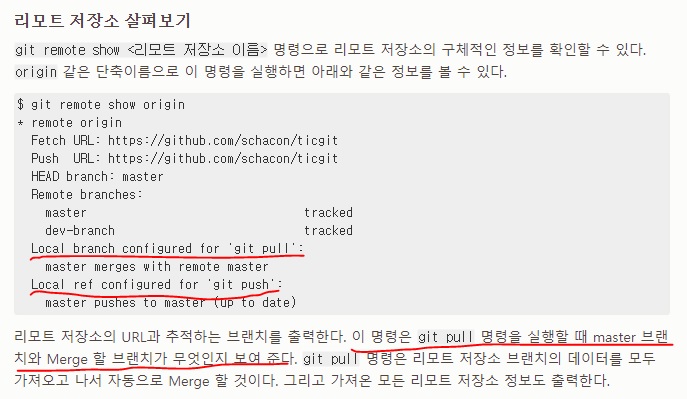 리모트 저장소 살펴보기
git remote show <리모트 저장소 이름> 명령으로 리모트 저장소의 구체적인 정보를 확인할 수 있다.
origin 같은 단축이름으로 이 명령을 실행하면 아래와 같은 정보를 볼 수 있다.
$ git remote show origin
* remote origin
  Fetch URL: https://github.com/schacon/ticgit
  Push  URL: https://github.com/schacon/ticgit
  HEAD branch: master
  Remote branches:
    master                               tracked
    dev-branch                           tracked
  Local branch configured for 'git pull':
    master merges with remote master
  Local ref configured for 'git push':
    master pushes to master (up to date)
리모트 저장소의 URL과 추적하는 브랜치를 출력한다. 이 명령은 git pull 명령을 실행할 때 master 브랜
치와 Merge 할 브랜치가 무엇인지 보여 준다. git pull 명령은 리모트 저장소 브랜치의 데이터를 모두
가져오고 나서 자동으로 Merge 할 것이다. 그리고 가져온 모든 리모트 저장소 정보도 출력한다.